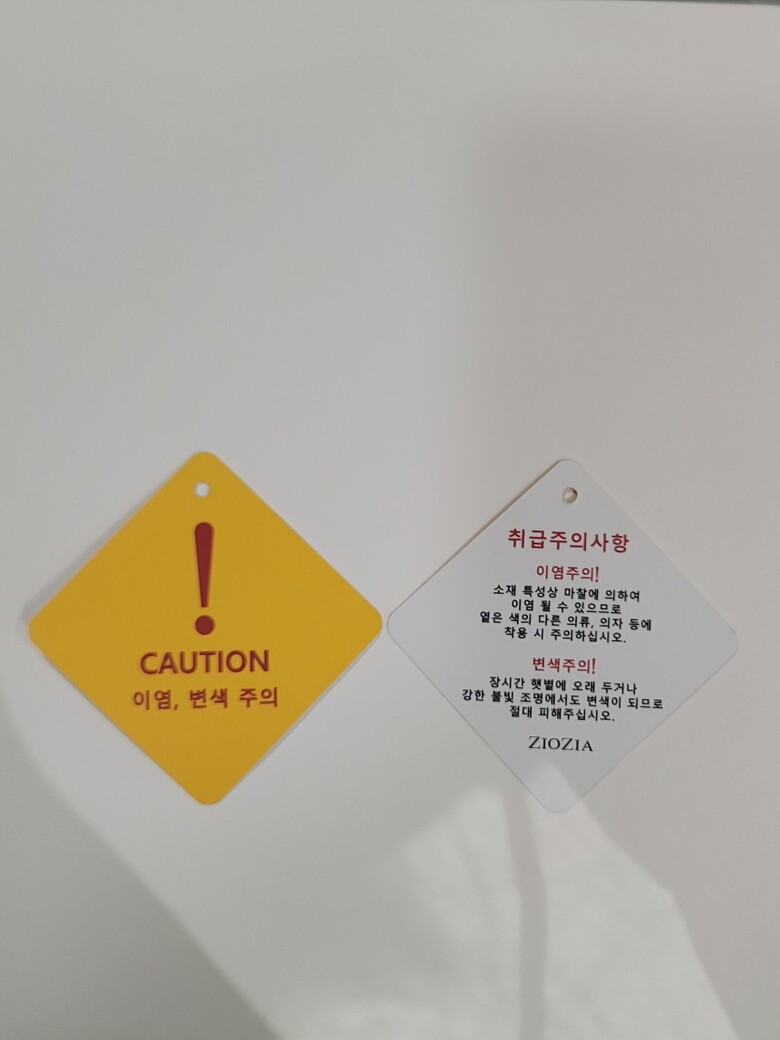 !
CAUTION
이염, 변색 주의
취급주의사항
이염주의!
소재 특성상 마찰에 의하여
이염 될 수 있으므로
옅은 색의 다른 의류, 의자 등에
착용 시 주의하십시오.
변색주의!
장시간 햇볕에 오래 두거나
강한 불빛 조명에서도 변색이 되므로
절대 피해주십시오.
ZIOZIA